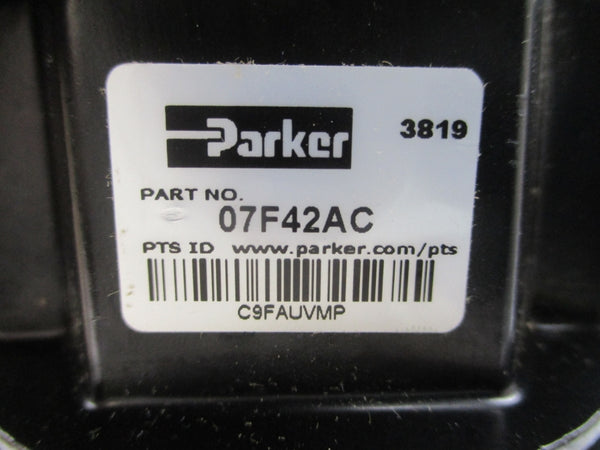 Parker 3819
PART NO.
07F42AC
PTS ID www.parker.com/pts
C9FAUVMP